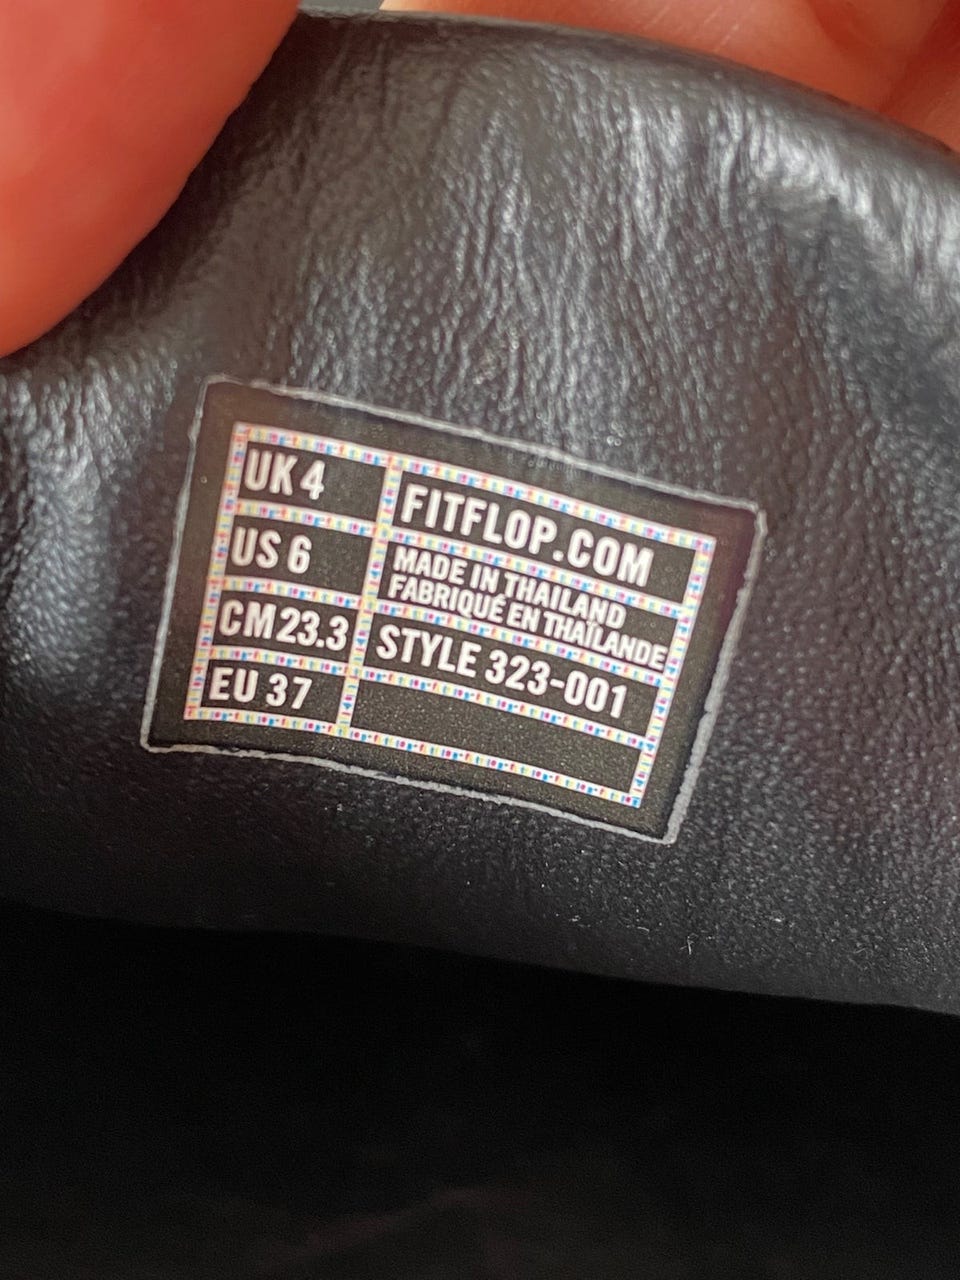 UK 4
US 6
CM 23.3
EU 37
FITFLOP.COM
MADE IN THAILAND
FABRIQUÉ EN THAÏLANDE
STYLE 323-001